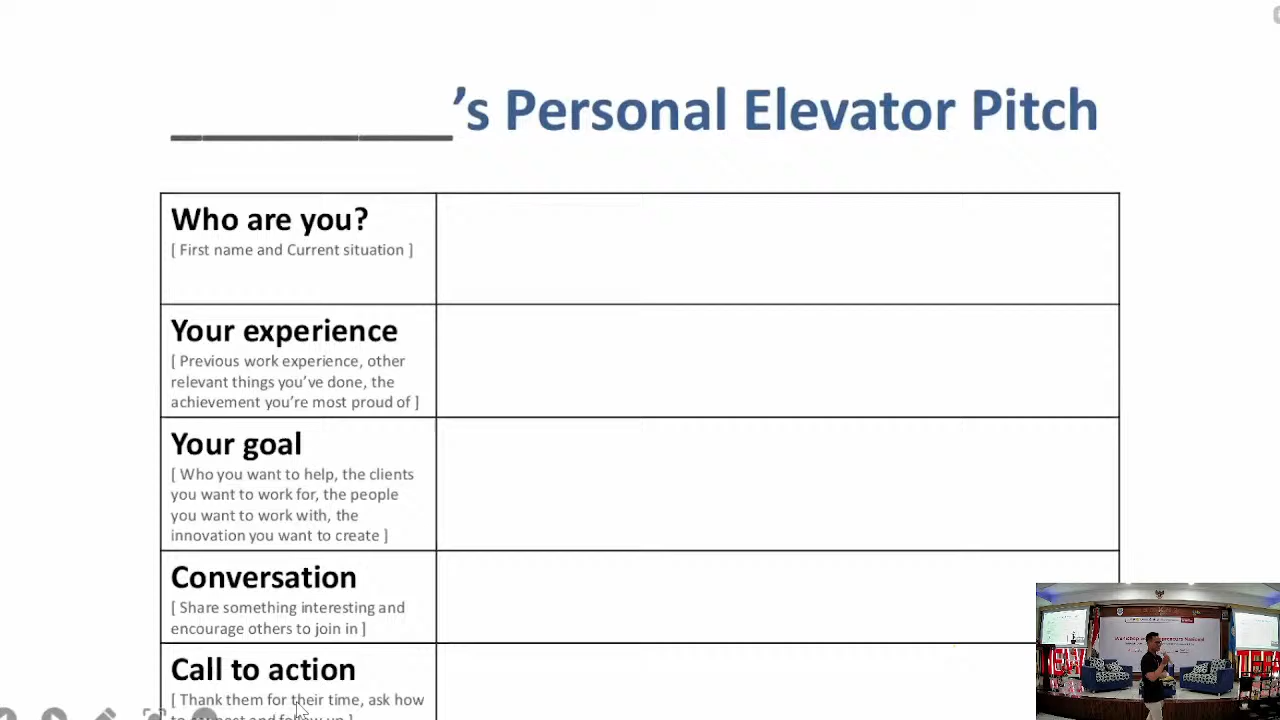 __________'s Personal Elevator Pitch
Who are you?
[ First name and Current situation ]
Your experience
[ Previous work experience, other
relevant things you've done, the
achievement you're most proud of ]
Your goal
[ Who you want to help, the clients
you want to work for, the people
you want to work with, the
innovation you want to create ]
Conversation
[ Share something interesting and
encourage others to join in ]
Call to action
[ Thank them for their time, ask how